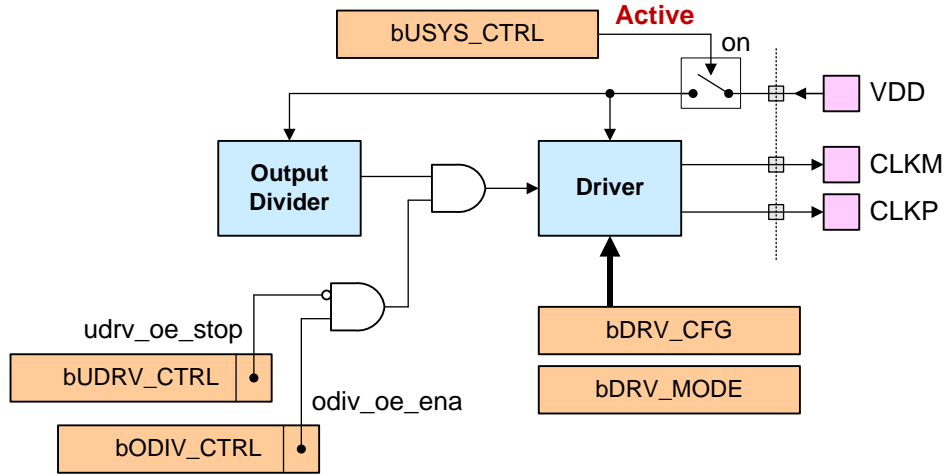 Active
bUSYS_CTRL
on
VDD
Output
Divider
Driver
CLKM
CLKP
udrv_oe_stop
bUDRV_CTRL
odiv_oe_ena
bODIV_CTRL
bDRV_CFG
bDRV_MODE